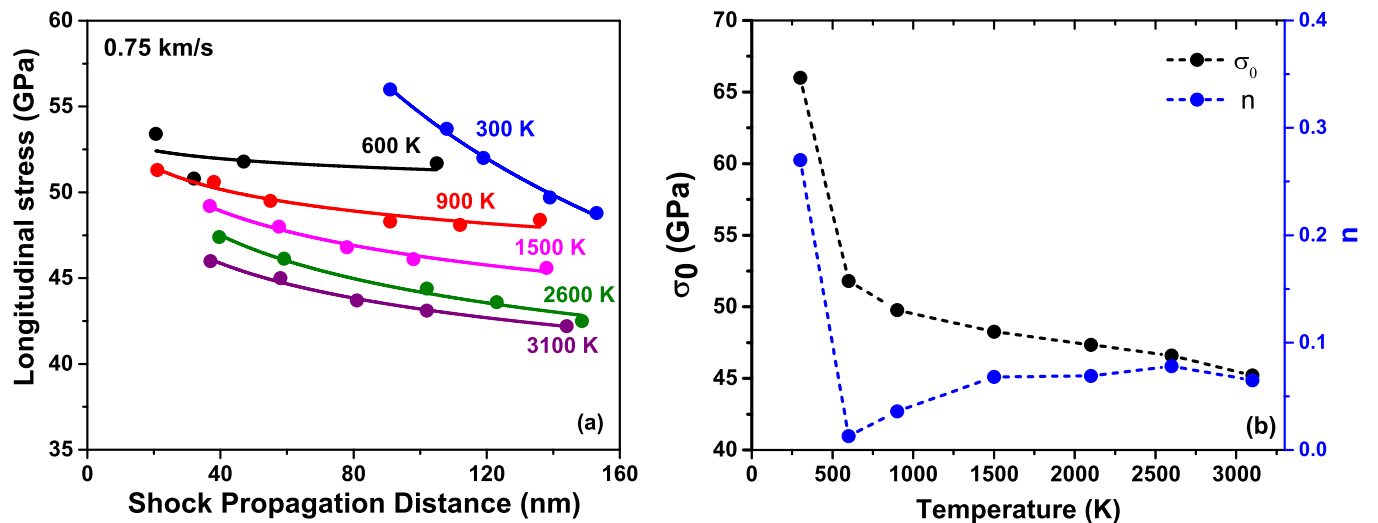 60
55
50
45
40
35
0
40
80
120
160
Longitudinal stress (GPa)
Shock Propagation Distance (nm)
0.75 km/s
300 K
600 K
900 K
1500 K
2600 K
3100 K
(a)
70
65
60
55
50
45
40
0
500
1000
1500
2000
2500
3000
0.4
0.3
0.2
0.1
0.0
σ0 (GPa)
Temperature (K)
n
σ0
n
(b)